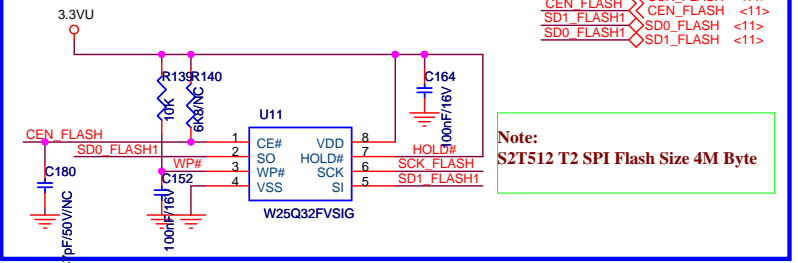 3.3VU
CEN_FLASH CEN_FLASH <11>
SD1_FLASH1 SD0_FLASH <11>
SD0_FLASH1 SD1_FLASH <11>
R139 R140
10K
6K8/NC
C164
100nF/16V
U11
CEN_FLASH 1 CE# VDD 8
SD0_FLASH1 2 SO HOLD# 7 HOLD#
WP# 3 WP# SCK 6 SCK_FLASH
4 VSS SI 5 SD1_FLASH1
W25Q32FVSIG
C180
7pF/50V/NC
C152
100nF/16V
Note:
S2T512 T2 SPI Flash Size 4M Byte